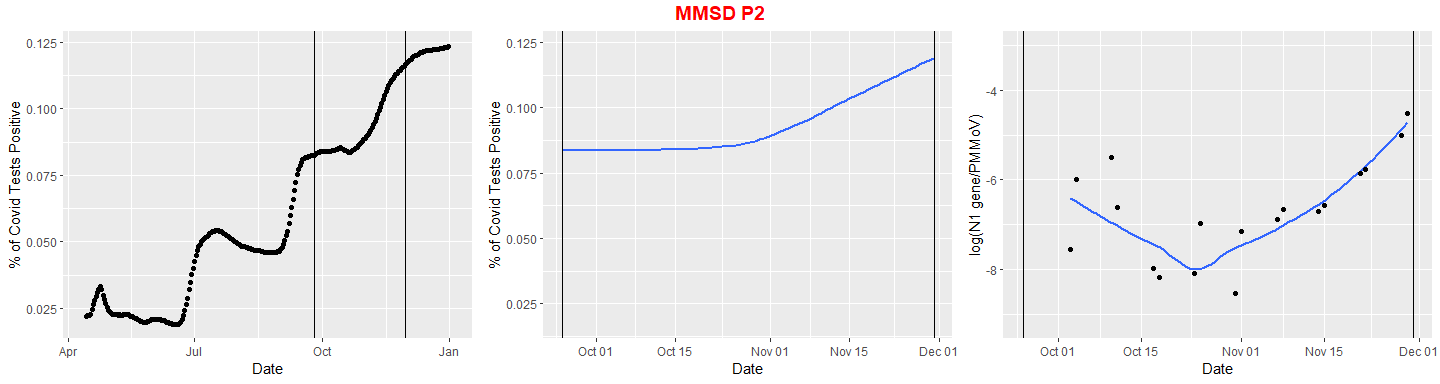 MMSD P2
% of Covid Tests Positive
0.125
0.100
0.075
0.050
0.025
Apr Jul Oct Jan
Date
% of Covid Tests Positive
0.125
0.100
0.075
0.050
0.025
Oct 01 Oct 15 Nov 01 Nov 15 Dec 01
Date
log(N1 gene/PMMoV)
-4
-6
-8
Oct 01 Oct 15 Nov 01 Nov 15 Dec 01
Date